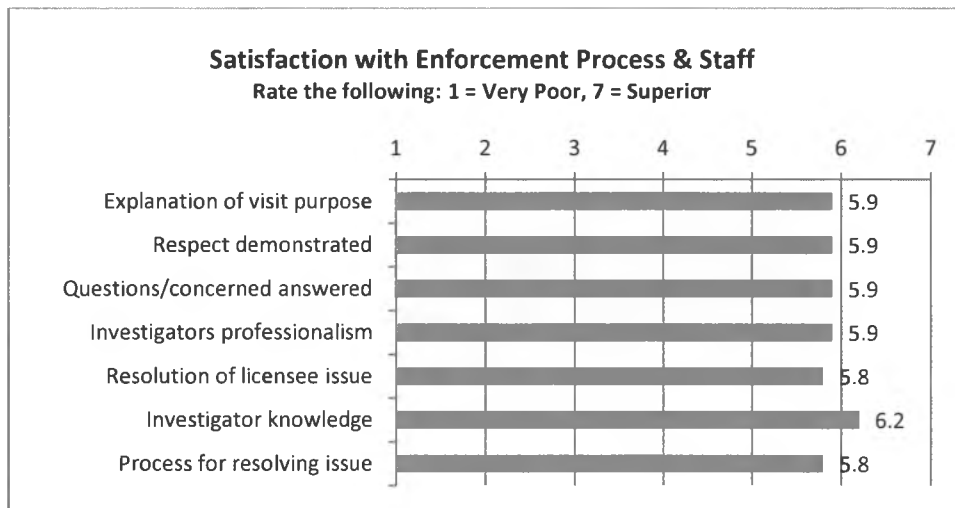 Satisfaction with Enforcement Process & Staff
Rate the following: 1 = Very Poor, 7 = Superior
1 2 3 4 5 6 7
Explanation of visit purpose 5.9
Respect demonstrated 5.9
Questions/concerned answered 5.9
Investigators professionalism 5.9
Resolution of licensee issue 5.8
Investigator knowledge 6.2
Process for resolving issue 5.8